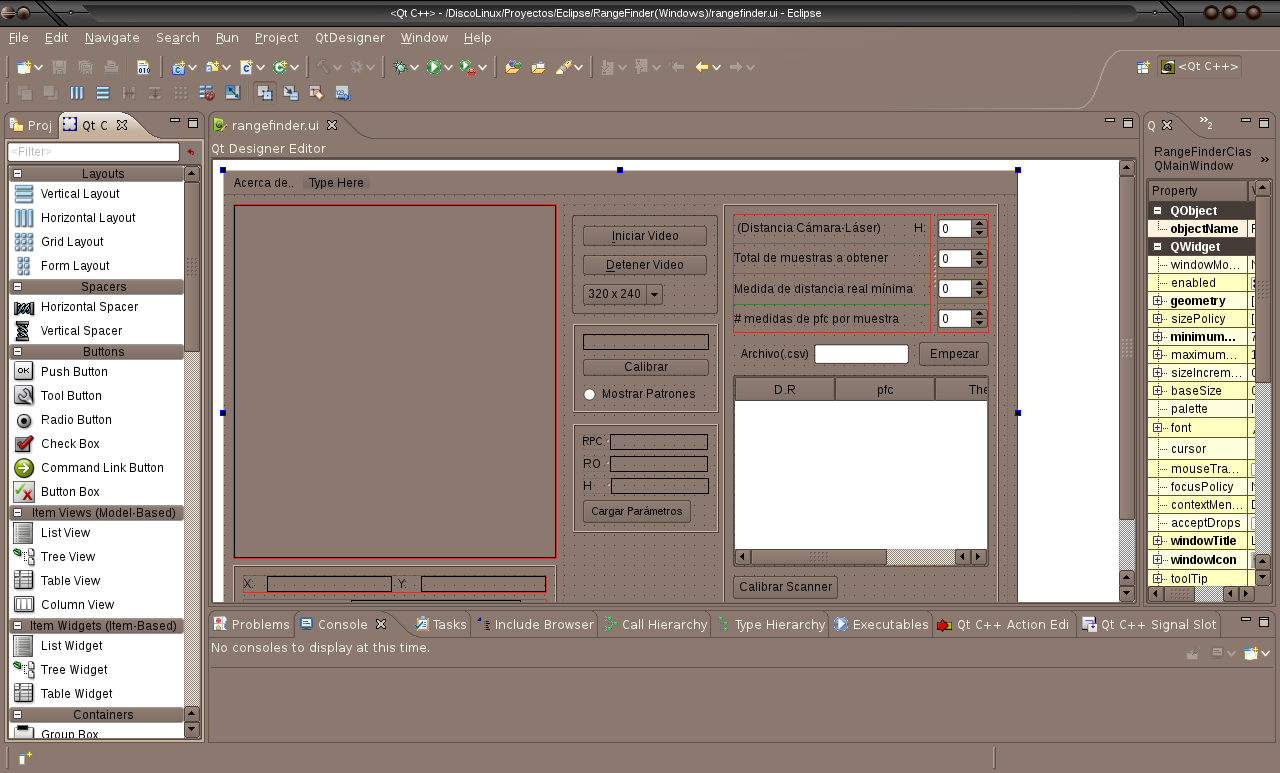 <Qt C++> - /DiscoLinux/Proyectos/Eclipse/RangeFinder(Windows)/rangefinder.ui - Eclipse
File Edit Navigate Search Run Project QtDesigner Window Help
<Qt C++>
Proj Qt C
<Filter>
Layouts
Vertical Layout
Horizontal Layout
Grid Layout
Form Layout
Spacers
Horizontal Spacer
Vertical Spacer
Buttons
Push Button
Tool Button
Radio Button
Check Box
Command Link Button
Button Box
Item Views (Model-Based)
List View
Tree View
Table View
Column View
Item Widgets (Item-Based)
List Widget
Tree Widget
Table Widget
Containers
Group Box
rangefinder.ui
Qt Designer Editor
Acerca de.. Type Here
Iniciar Video
Detener Video
320 x 240
Calibrar
Mostrar Patrones
RPC
RO
H
Cargar Parámetros
X: Y:
(Distancia Cámara-Láser) H: 0
Total de muestras a obtener : 0
Medida de distancia real mínima : 0
# medidas de pfc por muestra : 0
Archivo(.csv) Empezar
D.R pfc The
Calibrar Scanner
Q 2
RangeFinderClas
QMainWindow
Property
QObject
objectName
QWidget
windowMo...
enabled
geometry
sizePolicy
minimum...
maximum...
sizeIncrem...
baseSize
palette
font
cursor
mouseTra...
focusPolicy
contextMen...
acceptDrops
windowTitle
windowIcon
toolTip
Problems Console Tasks Include Browser Call Hierarchy Type Hierarchy Executables Qt C++ Action Edi Qt C++ Signal Slot
No consoles to display at this time.